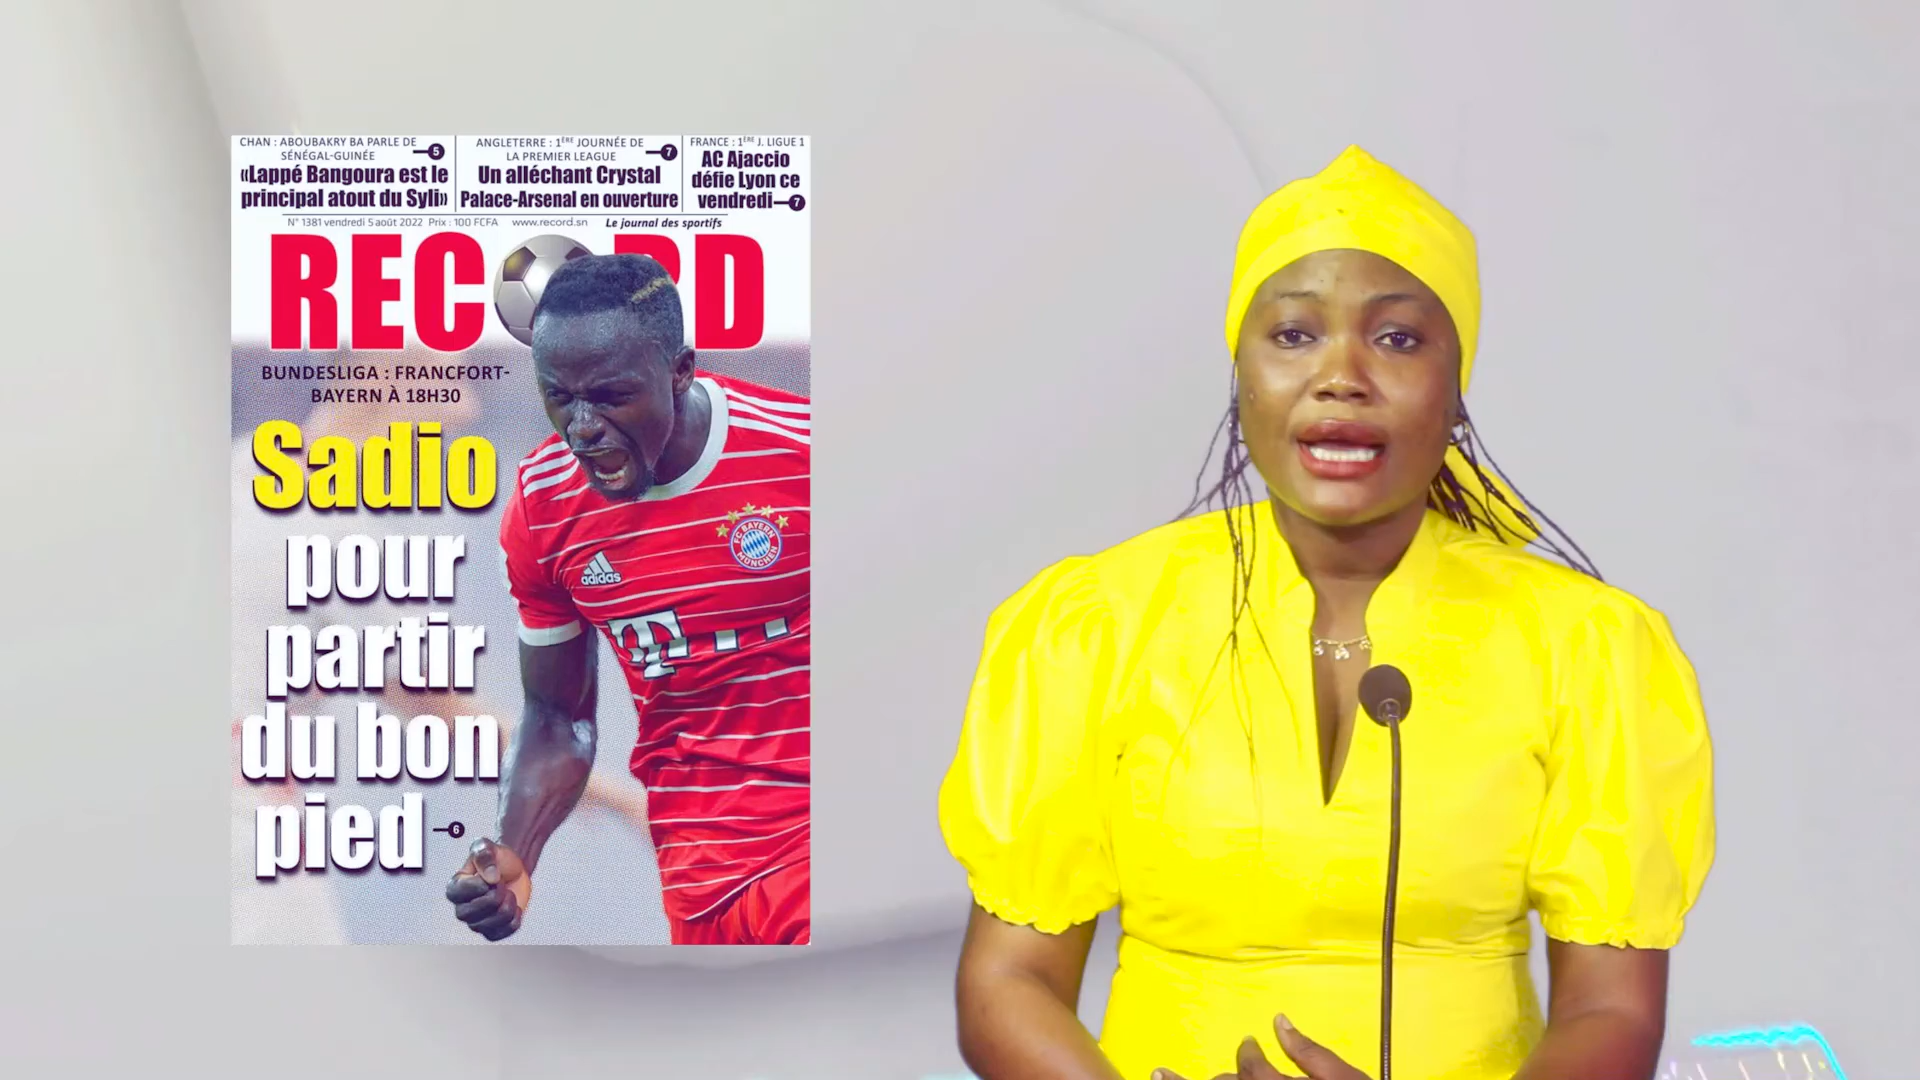 CHAN : ABOUBAKRY BA PARLE DE
SÉNÉGAL-GUINÉE
5
«Lappé Bangoura est le
principal atout du Syli»
ANGLETERRE : 1ÈRE JOURNÉE DE
LA PREMIER LEAGUE
7
Un alléchant Crystal
Palace-Arsenal en ouverture
FRANCE : 1ÈRE J. LIGUE 1
AC Ajaccio
défie Lyon ce
vendredi
7
N° 1381 vendredi 5 août 2022 Prix : 100 FCFA www.record.sn Le journal des sportifs
RECORD
BUNDESLIGA : FRANCFORT-
BAYERN À 18H30
Sadio
pour
partir
du bon
pied
6
FC BAYERN
MÜNCHEN
adidas
T